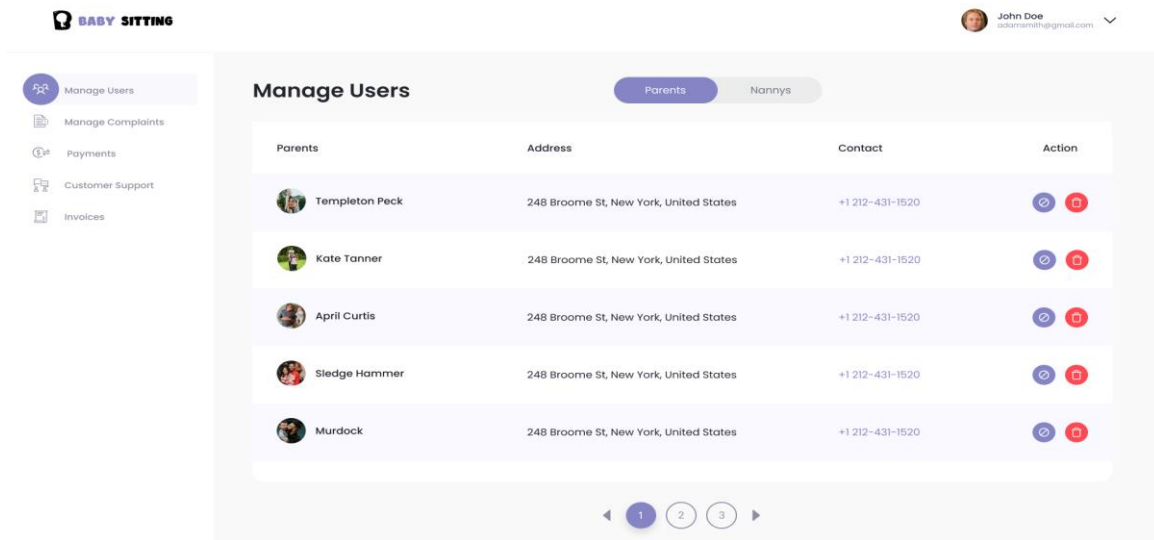 BABY SITTING
John Doe
adamsmith@gmail.com
Manage Users
Manage Complaints
Payments
Customer Support
Invoices
Manage Users
Parents Nannys
Parents Address Contact Action
Templeton Peck 248 Broome St, New York, United States +1 212-431-1520
Kate Tanner 248 Broome St, New York, United States +1 212-431-1520
April Curtis 248 Broome St, New York, United States +1 212-431-1520
Sledge Hammer 248 Broome St, New York, United States +1 212-431-1520
Murdock 248 Broome St, New York, United States +1 212-431-1520
1 2 3